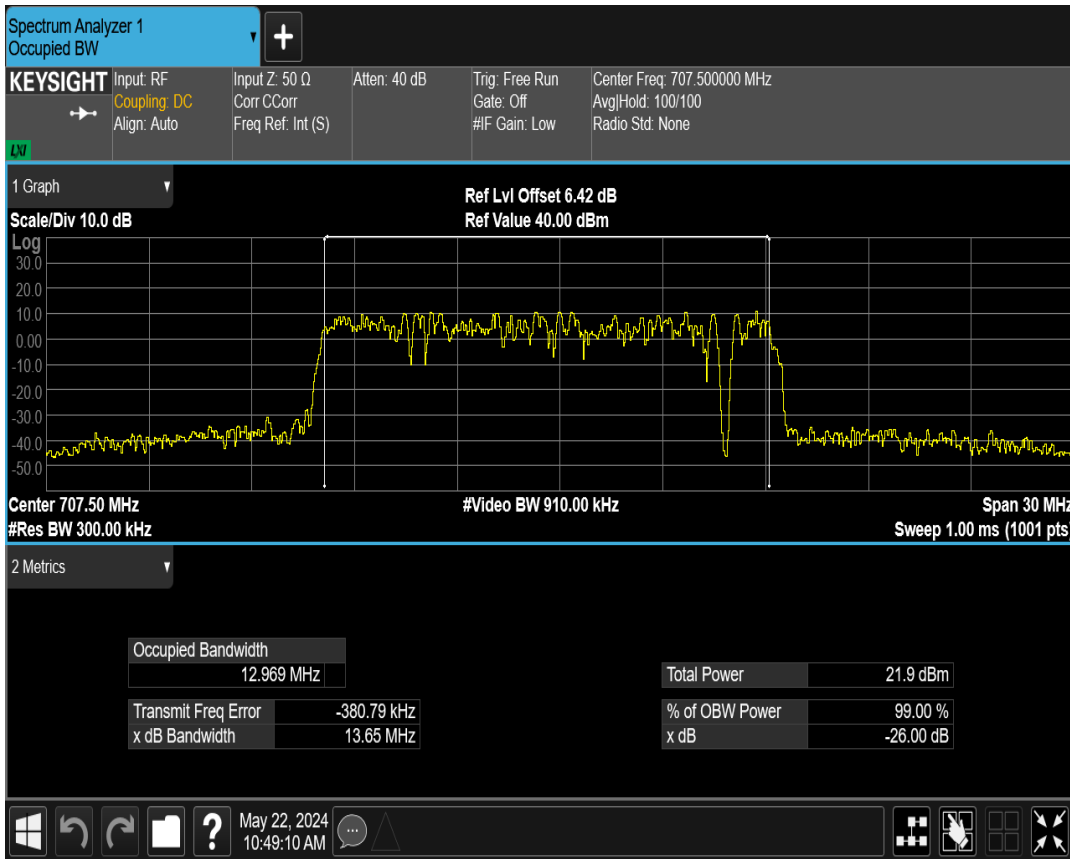 Spectrum Analyzer 1
Occupied BW
KEYSIGHT
LXI
Input: RF
Coupling: DC
Align: Auto
Input Z: 50 Ω
Corr CCorr
Freq Ref: Int (S)
Atten: 40 dB
Trig: Free Run
Gate: Off
#IF Gain: Low
Center Freq: 707.500000 MHz
Avg|Hold: 100/100
Radio Std: None
1 Graph
Ref Lvl Offset 6.42 dB
Scale/Div 10.0 dB
Ref Value 40.00 dBm
Log
30.0
20.0
10.0
0.00
-10.0
-20.0
-30.0
-40.0
-50.0
Center 707.50 MHz
#Video BW 910.00 kHz
Span 30 MHz
#Res BW 300.00 kHz
Sweep 1.00 ms (1001 pts)
2 Metrics
Occupied Bandwidth
12.969 MHz
Transmit Freq Error -380.79 kHz
x dB Bandwidth 13.65 MHz
Total Power 21.9 dBm
% of OBW Power 99.00 %
x dB -26.00 dB
?
May 22, 2024
10:49:10 AM